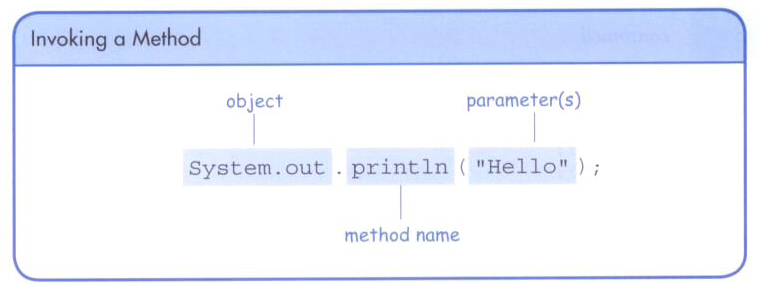 Invoking a Method
object parameter(s)
System.out.println("Hello");
method name